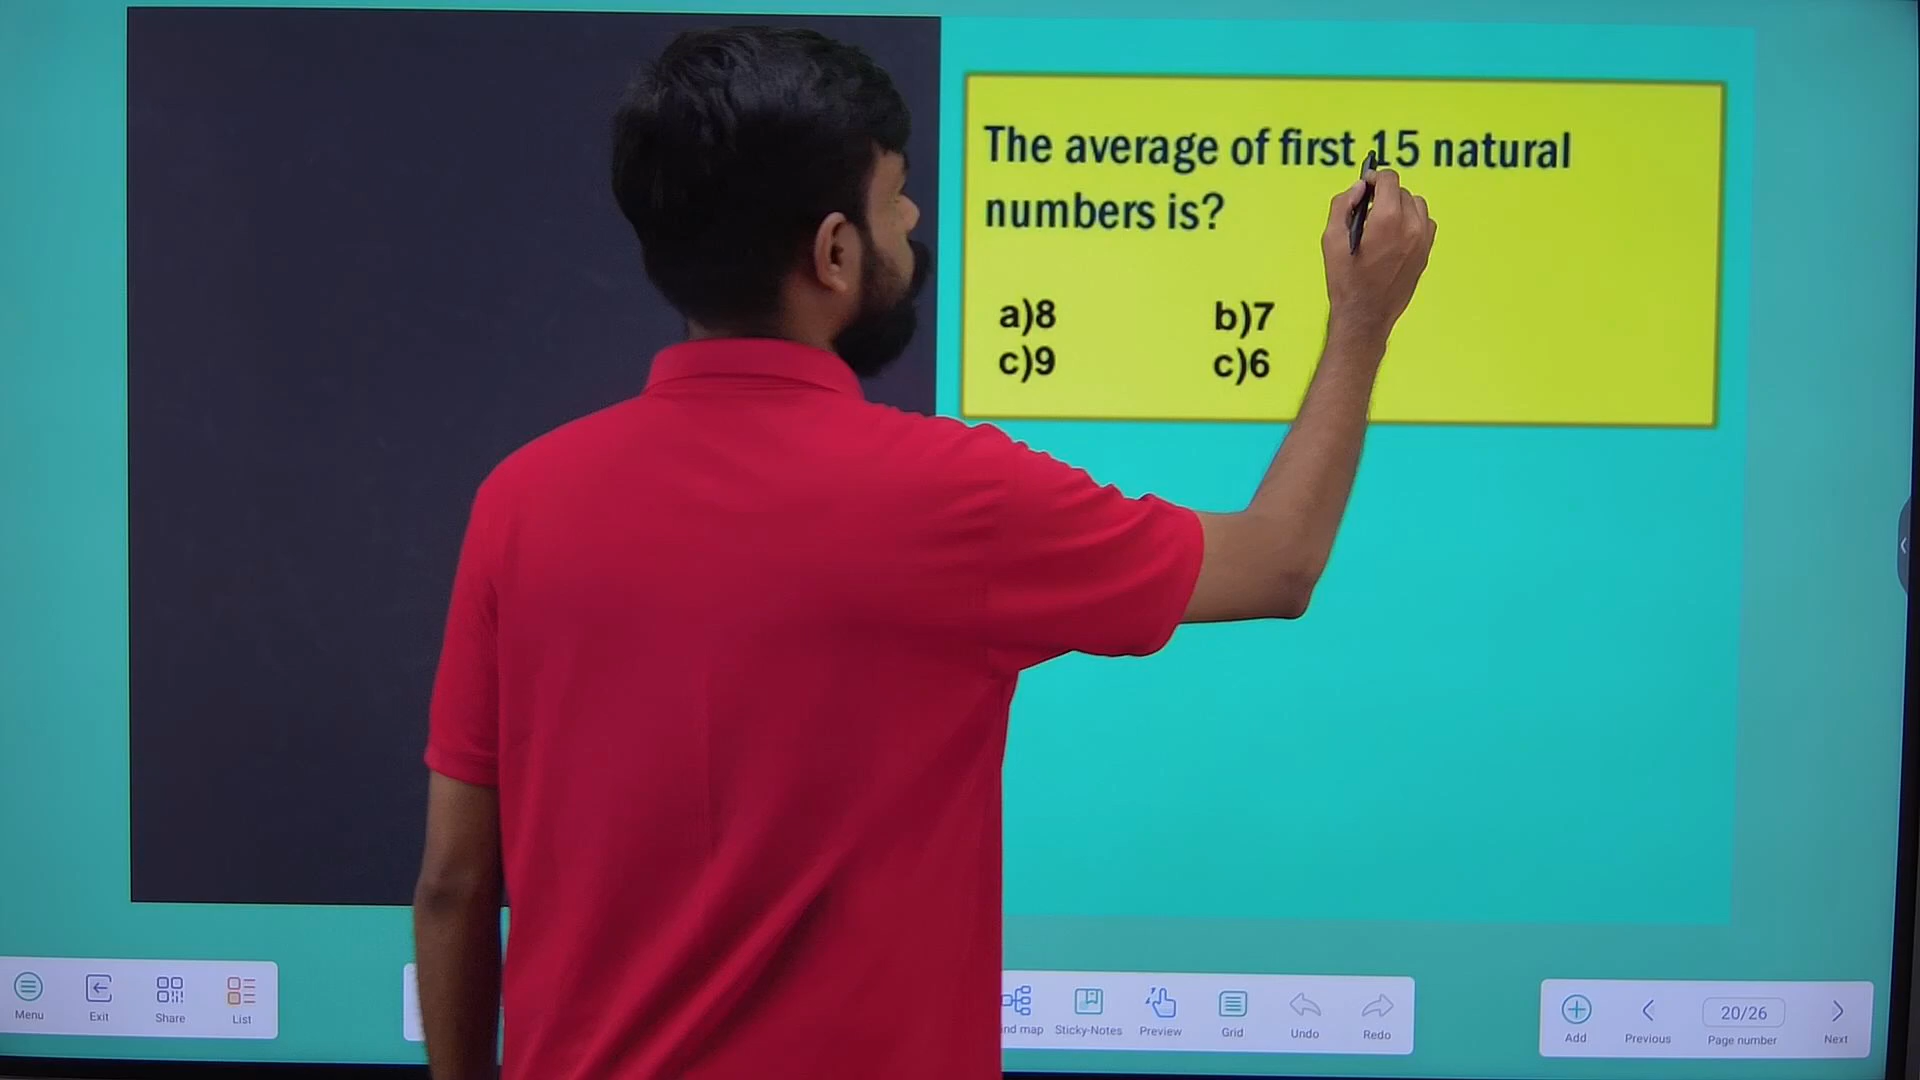 The average of first 15 natural
numbers is?
a)8 b)7
c)9 c)6
Menu Exit Share List
nd map Sticky-Notes Preview Grid Undo Redo
Add Previous 20/26 Page number Next